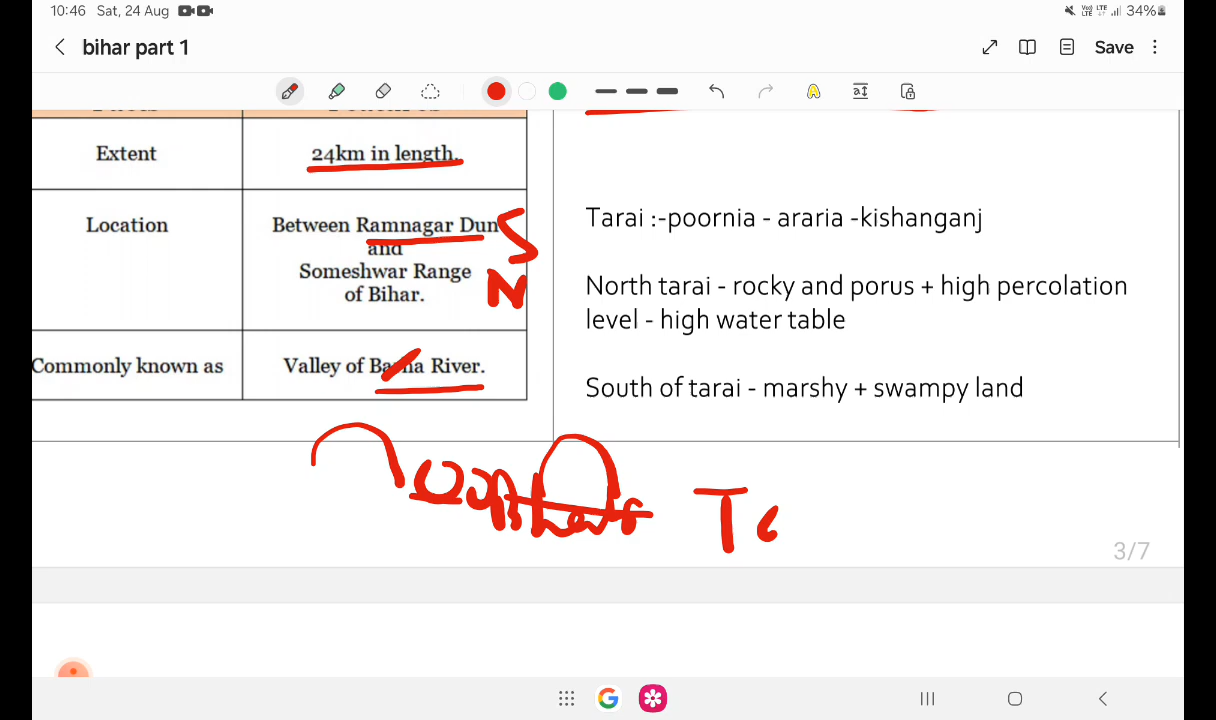 10:46 Sat, 24 Aug
34%
bihar part 1
Save
Extent
24km in length.
Location
Between Ramnagar Dun
and
Someshwar Range
of Bihar.
S
N
Commonly known as
Valley of River.
Tarai :-poornia - araria -kishanganj
North tarai - rocky and porus + high percolation
level - high water table
South of tarai - marshy + swampy land
3/7